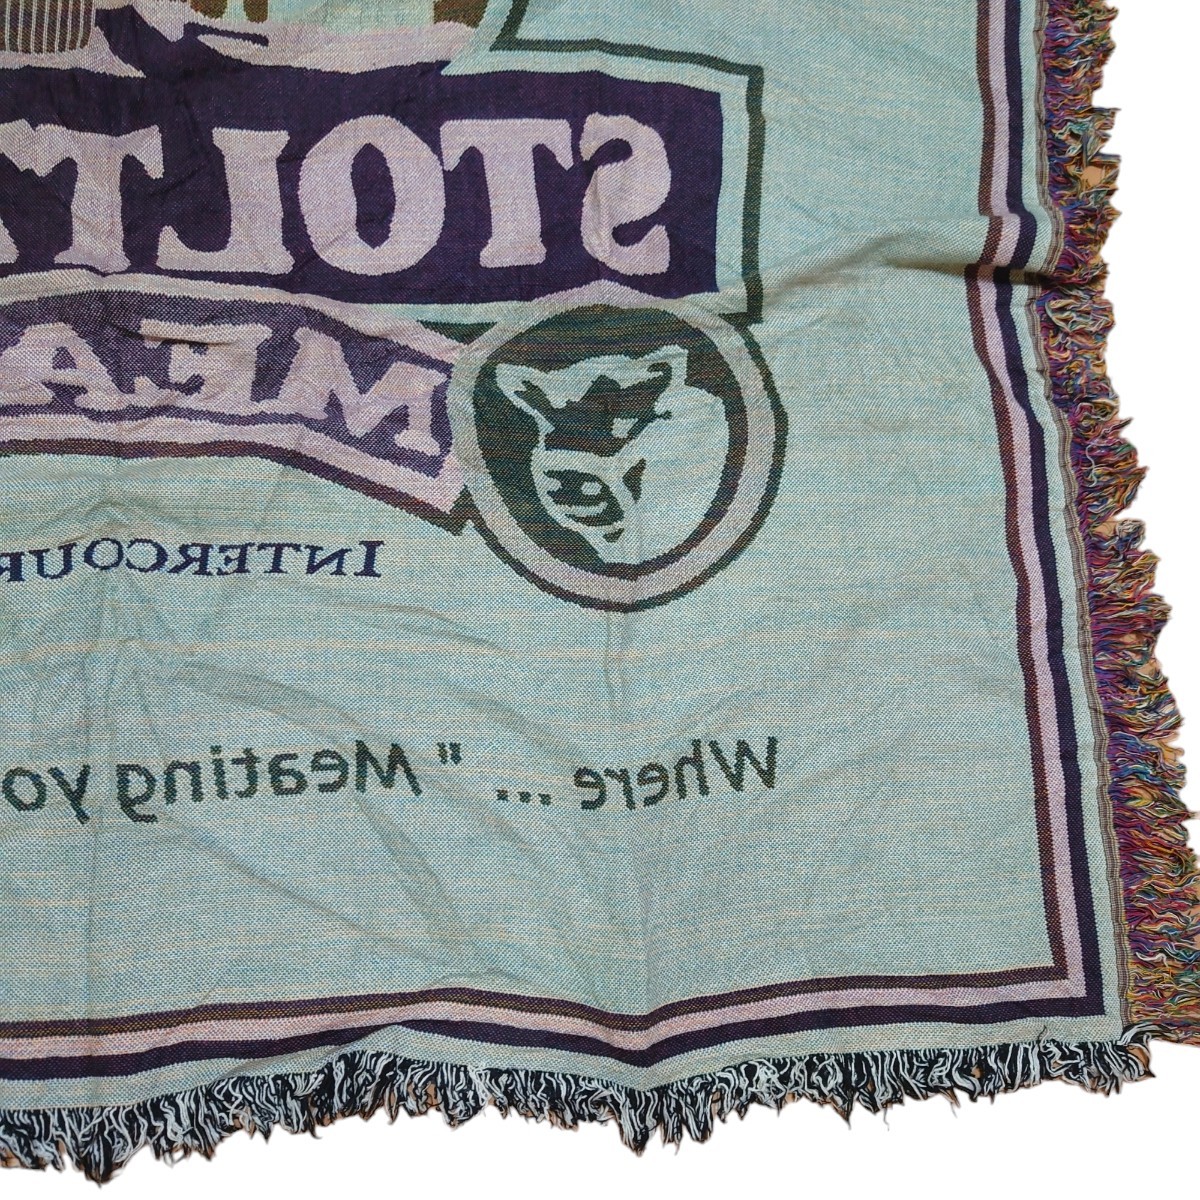 STOLT
MEA
INTERCOUR
Where ... " Meating yo